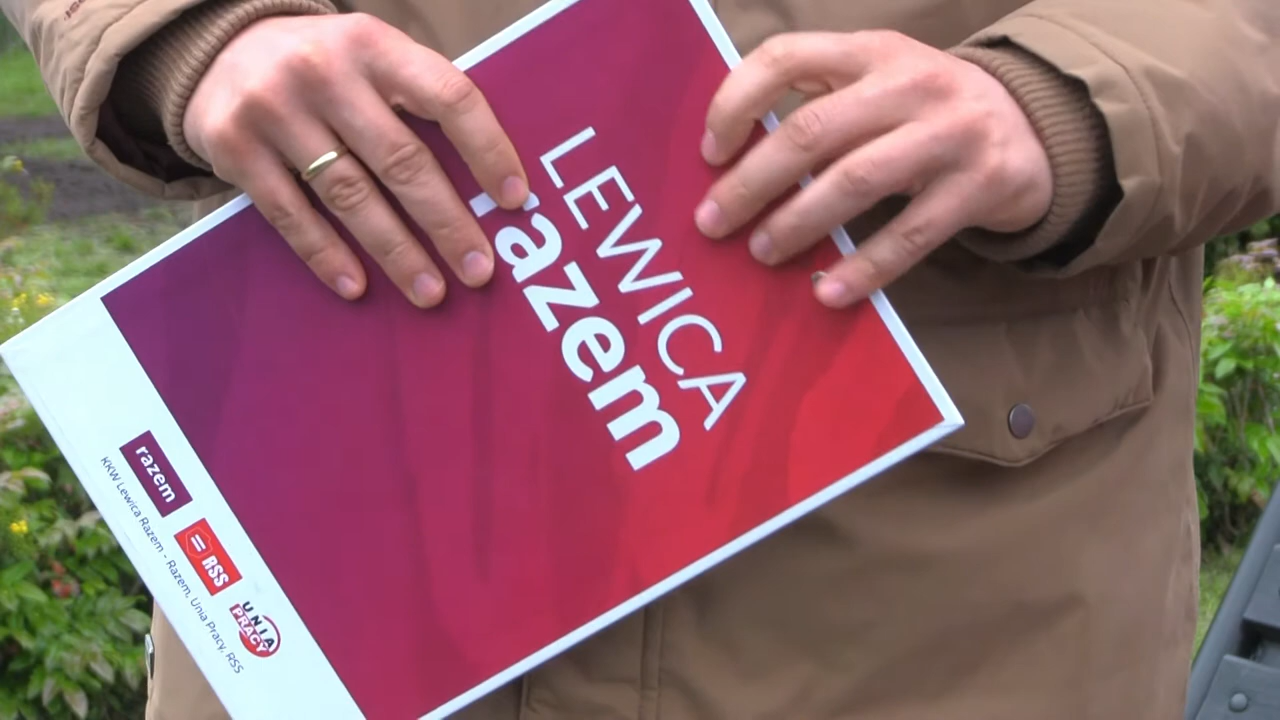 LEWICA
razem
razem
= RSS
UNIA
PRACY
KKW Lewica Razem - Razem, Unia Pracy, RSS